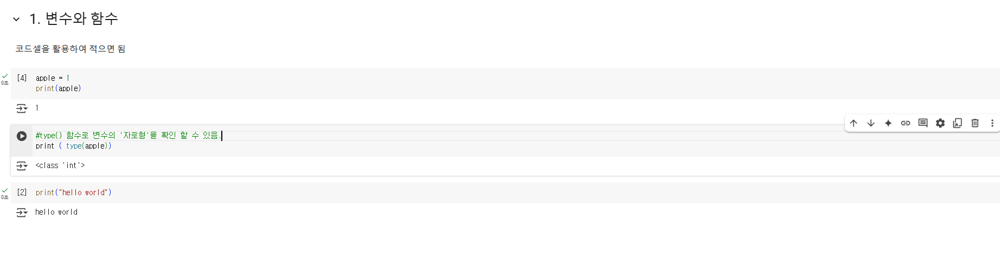 1. 변수와 함수
코드셀을 활용하여 적으면 됨
[4] apple = 1
print(apple)
0초
1
#type() 함수로 변수의 '자로형'을 확인 할 수 있음.
print ( type(apple))
<class 'int'>
[2] print("hello world")
0초
hello world